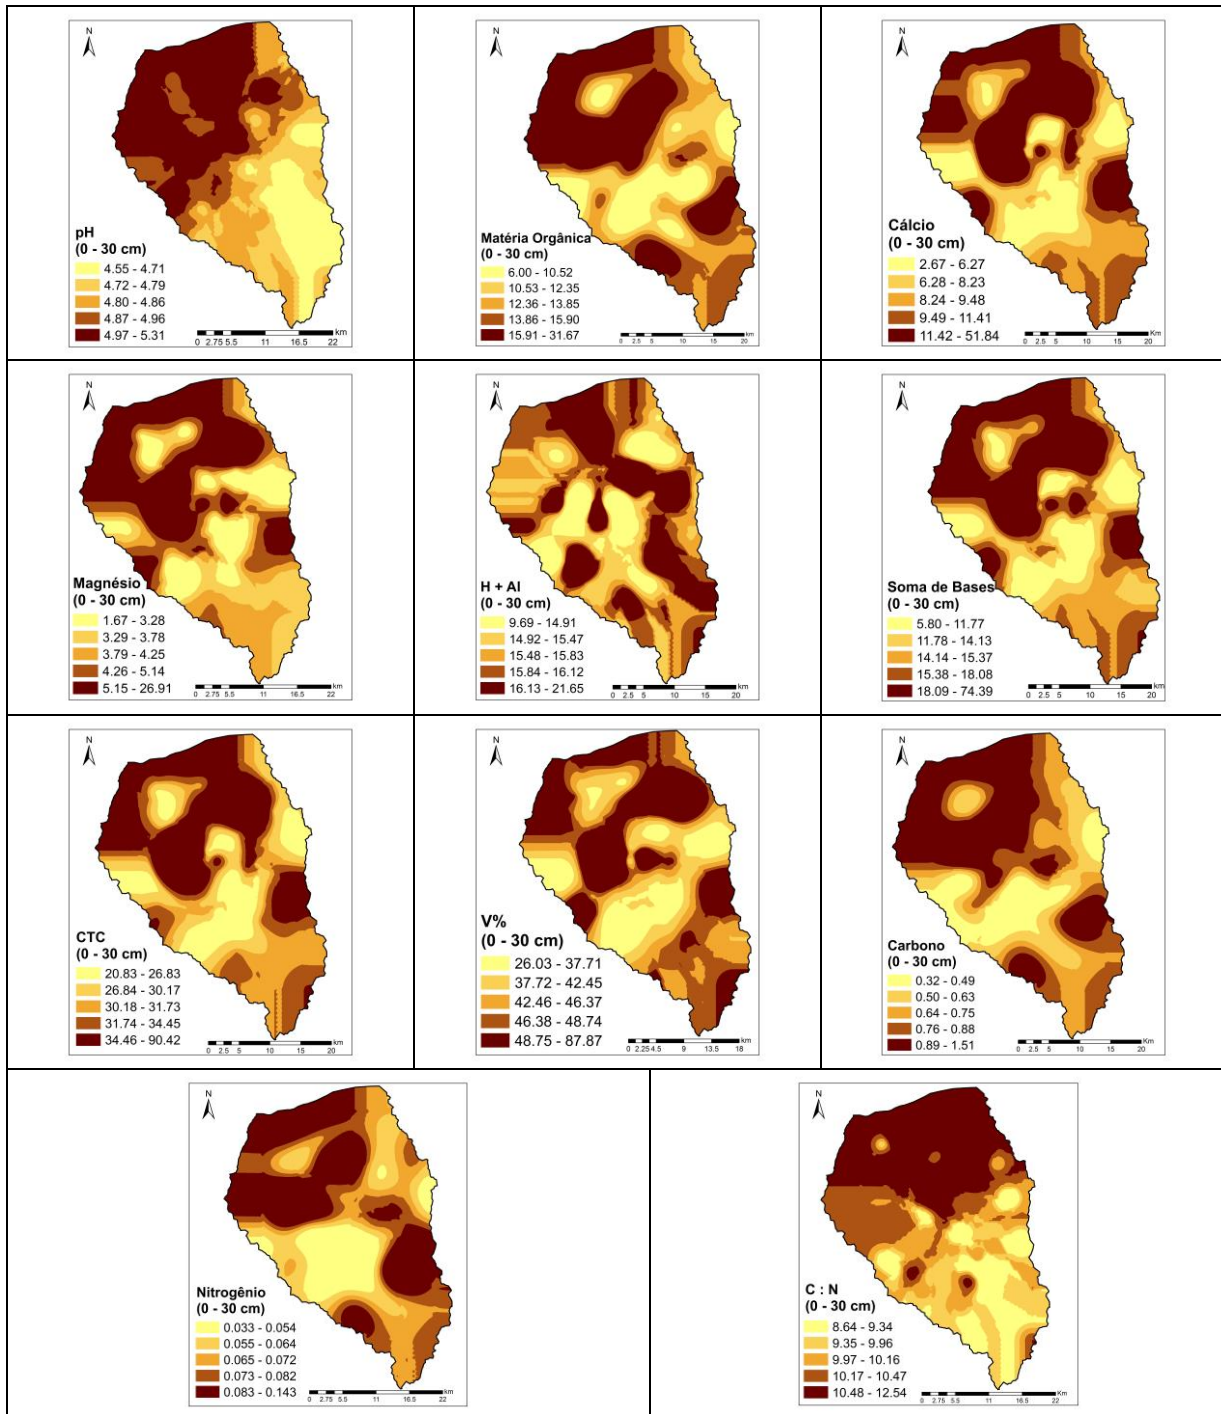 N
pH
(0 - 30 cm)
4.55 - 4.71
4.72 - 4.79
4.80 - 4.86
4.87 - 4.96
4.97 - 5.31
km
0 2.75 5.5 11 16.5 22
N
Matéria Orgânica
(0 - 30 cm)
6.00 - 10.52
10.53 - 12.35
12.36 - 13.85
13.86 - 15.90
15.91 - 31.67
km
0 2.5 5 10 15 20
N
Cálcio
(0 - 30 cm)
2.67 - 6.27
6.28 - 8.23
8.24 - 9.48
9.49 - 11.41
11.42 - 51.84
Km
0 2.5 5 10 15 20
N
Magnésio
(0 - 30 cm)
1.67 - 3.28
3.29 - 3.78
3.79 - 4.25
4.26 - 5.14
5.15 - 26.91
km
0 2.75 5.5 11 16.5 22
N
H + Al
(0 - 30 cm)
9.69 - 14.91
14.92 - 15.47
15.48 - 15.83
15.84 - 16.12
16.13 - 21.65
km
0 2.5 5 10 15 20
N
Soma de Bases
(0 - 30 cm)
5.80 - 11.77
11.78 - 14.13
14.14 - 15.37
15.38 - 18.08
18.09 - 74.39
km
0 2.5 5 10 15 20
N
CTC
(0 - 30 cm)
20.83 - 26.83
26.84 - 30.17
30.18 - 31.73
31.74 - 34.45
34.46 - 90.42
km
0 2.5 5 10 15 20
N
V%
(0 - 30 cm)
26.03 - 37.71
37.72 - 42.45
42.46 - 46.37
46.38 - 48.74
48.75 - 87.87
Km
0 2.25 4.5 9 13.5 18
N
Carbono
(0 - 30 cm)
0.32 - 0.49
0.50 - 0.63
0.64 - 0.75
0.76 - 0.88
0.89 - 1.51
Km
0 2.5 5 10 15 20
N
Nitrogênio
(0 - 30 cm)
0.033 - 0.054
0.055 - 0.064
0.065 - 0.072
0.073 - 0.082
0.083 - 0.143
Km
0 2.75 5.5 11 16.5 22
N
C : N
(0 - 30 cm)
8.64 - 9.34
9.35 - 9.96
9.97 - 10.16
10.17 - 10.47
10.48 - 12.54
Km
0 2.75 5.5 11 16.5 22